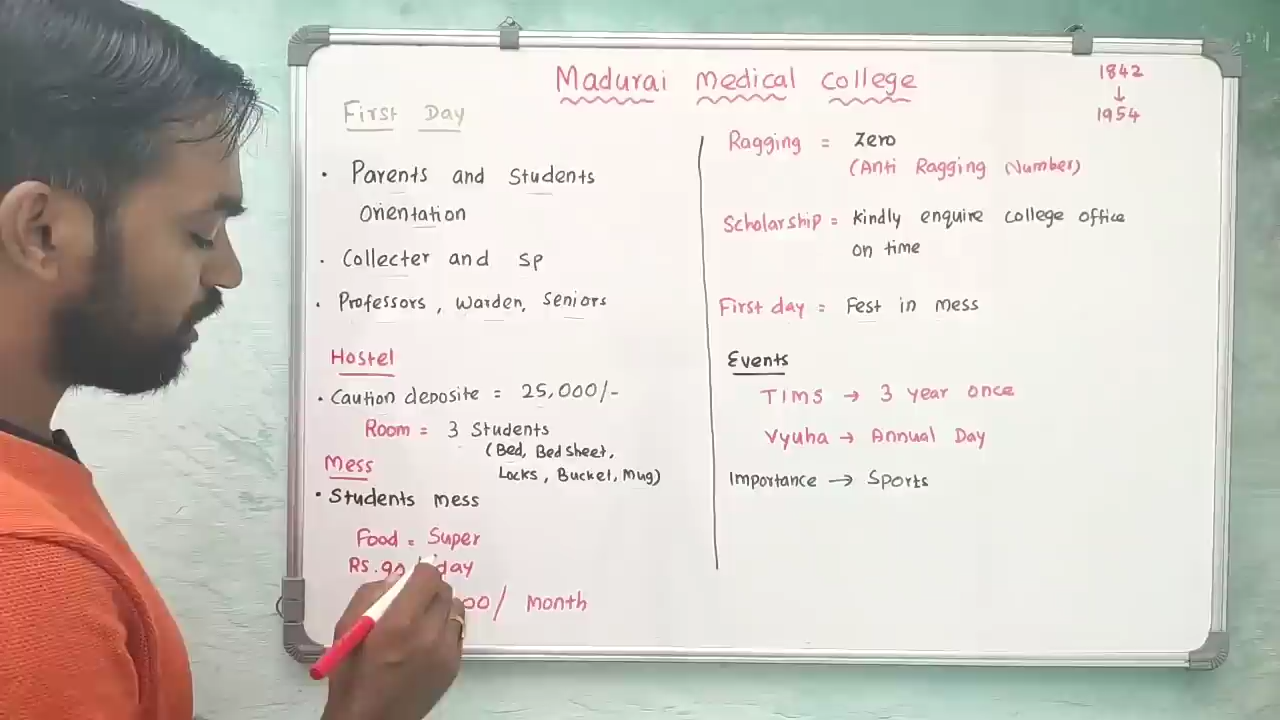 Madurai medical college
1842
↓
1954
First Day
• Parents and Students
Orientation
• Collecter and SP
• Professors, Warden, Seniors
Hostel
• Caution deposite = 25,000/-
Room = 3 Students
(Bed, Bed sheet,
Locks, Bucket, Mug)
Mess
• Students mess
Food = Super
RS. day
/ Month
Ragging = Zero
(Anti Ragging Number)
Scholarship = Kindly enquire college office
on time
First day = Fest in mess
Events
TIMS → 3 year once
Vyuha → Annual Day
Importance → Sports